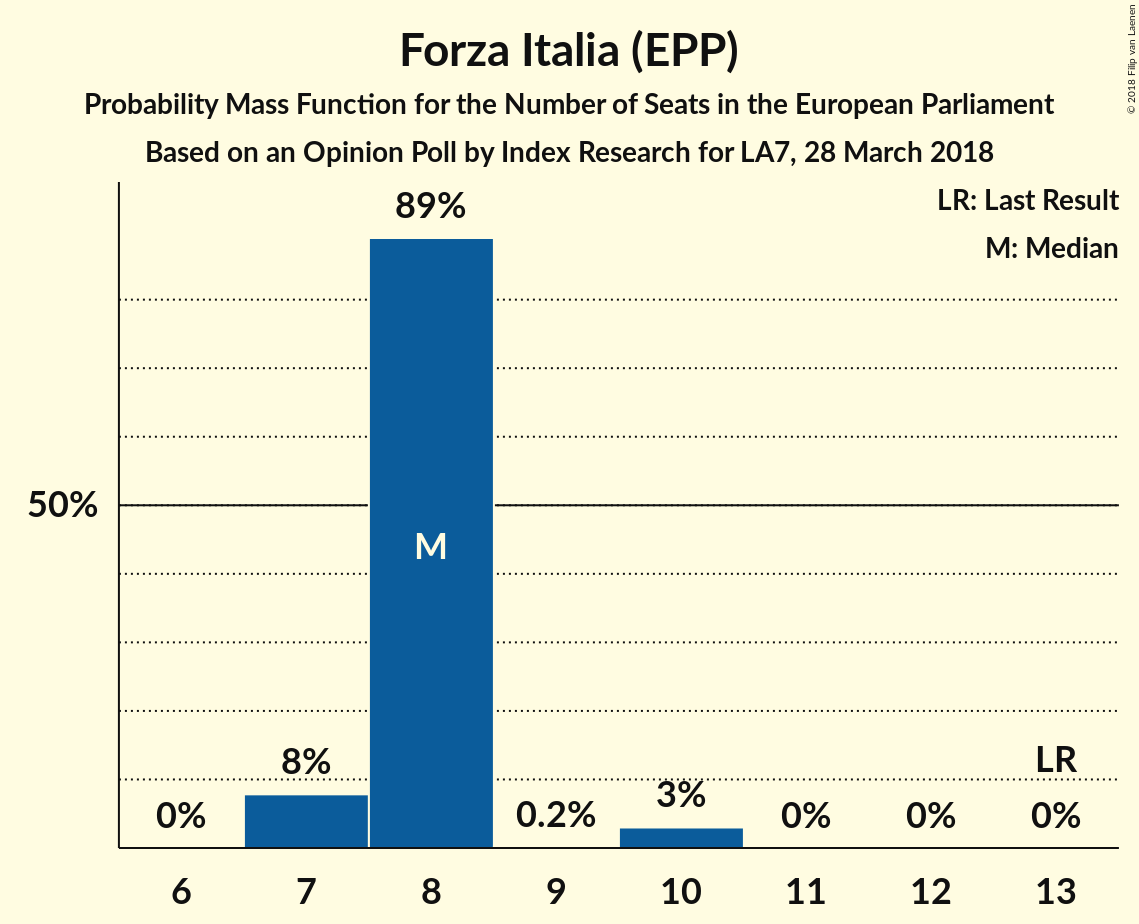 Forza Italia (EPP)
Probability Mass Function for the Number of Seats in the European Parliament
Based on an Opinion Poll by Index Research for LA7, 28 March 2018
© 2018 Filip van Laenen
LR: Last Result
M: Median
89%
50%
M
8%
LR
0%
0.2%
3%
0%
0%
0%
6 7 8 9 10 11 12 13